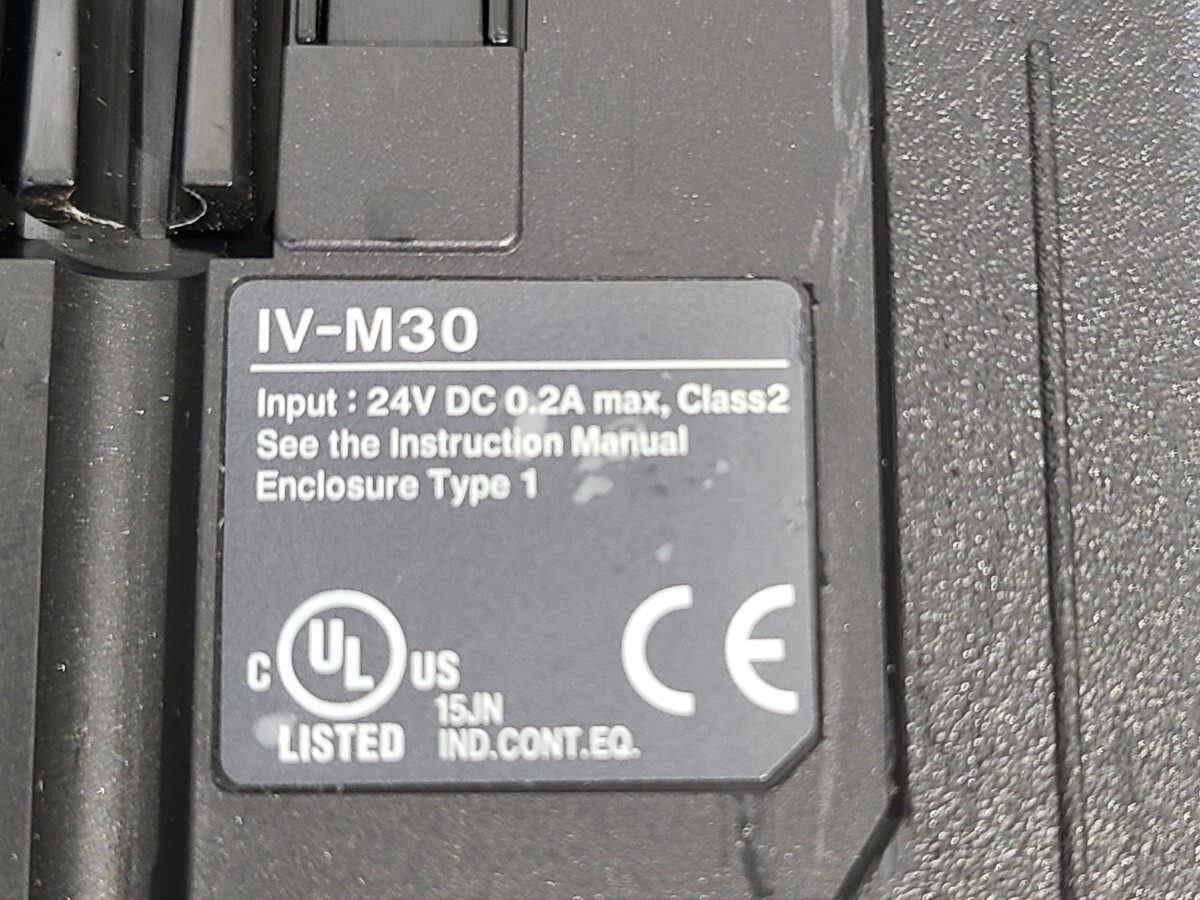 IV-M30
Input : 24V DC 0.2A max, Class2
See the Instruction Manual
Enclosure Type 1
C UL US
CE
15JN
LISTED IND.CONT.EQ.